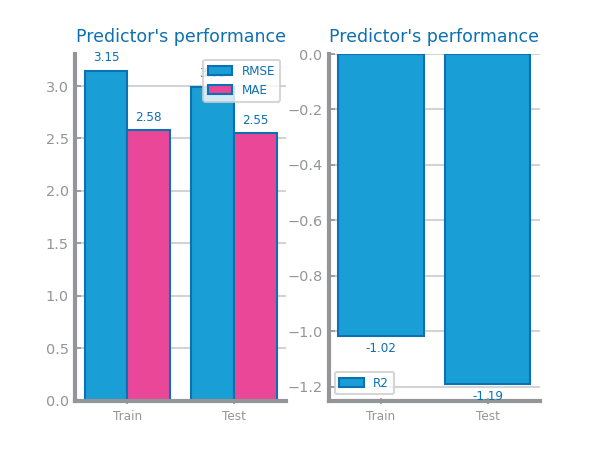 Predictor's performance
3.15
RMSE
MAE
2.58
2.55
3.0
2.5
2.0
1.5
1.0
0.5
0.0
Train
Test
Predictor's performance
0.0
−0.2
−0.4
−0.6
−0.8
−1.0
−1.2
-1.02
-1.19
R2
Train
Test